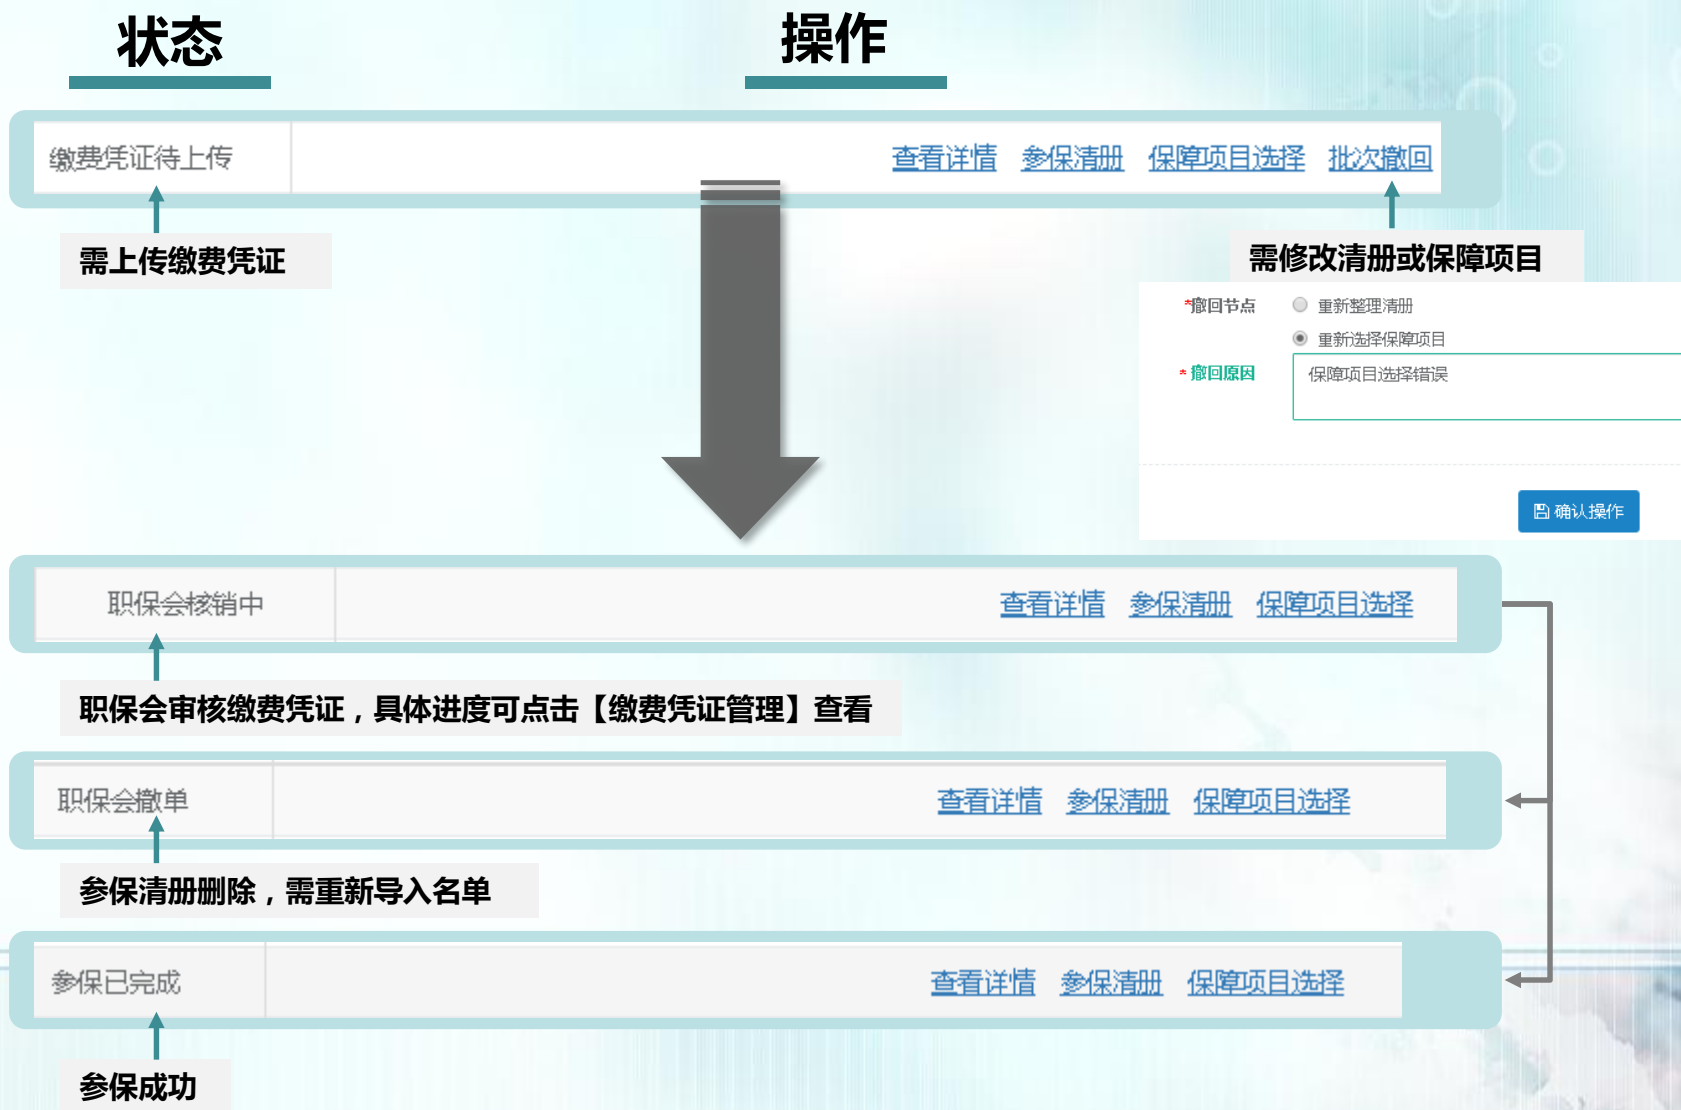 状态
操作
缴费凭证待上传 查看详情 参保清册 保障项目选择 批次撤回
需上传缴费凭证
需修改清册或保障项目
*撤回节点 重新整理清册
重新选择保障项目
*撤回原因 保障项目选择错误
确认操作
职保会核销中 查看详情 参保清册 保障项目选择
职保会审核缴费凭证，具体进度可点击【缴费凭证管理】查看
职保会撤单 查看详情 参保清册 保障项目选择
参保清册删除，需重新导入名单
参保已完成 查看详情 参保清册 保障项目选择
参保成功